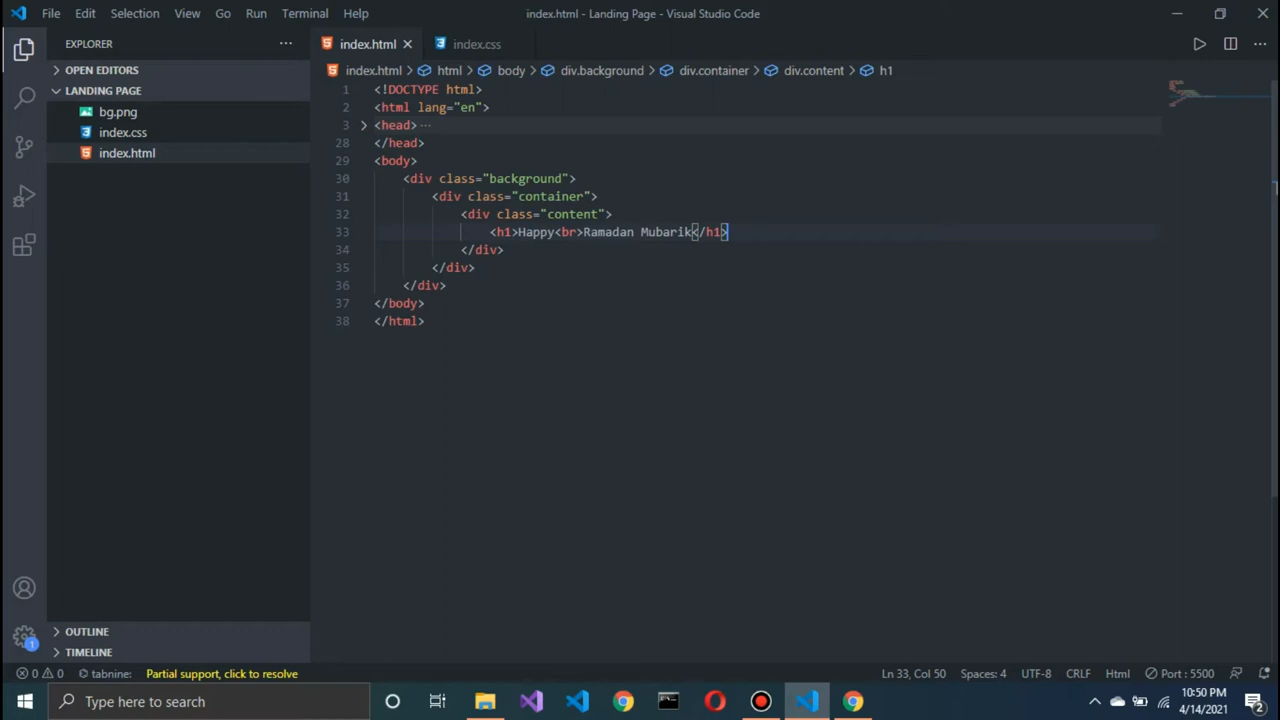 File Edit Selection View Go Run Terminal Help index.html - Landing Page - Visual Studio Code
EXPLORER
index.html index.css
OPEN EDITORS
index.html > html > body > div.background > div.container > div.content > h1
LANDING PAGE
bg.png
index.css
index.html
1 <!DOCTYPE html>
2 <html lang="en">
3 <head> ...
28 </head>
29 <body>
30 <div class="background">
31 <div class="container">
32 <div class="content">
33 <h1>Happy<br>Ramadan Mubarik</h1>
34 </div>
35 </div>
36 </div>
37 </body>
38 </html>
OUTLINE
TIMELINE
1
0 0 tabnine: Partial support, click to resolve Ln 33, Col 50 Spaces: 4 UTF-8 CRLF Html Port : 5500
Type here to search
10:50 PM
4/14/2021
2